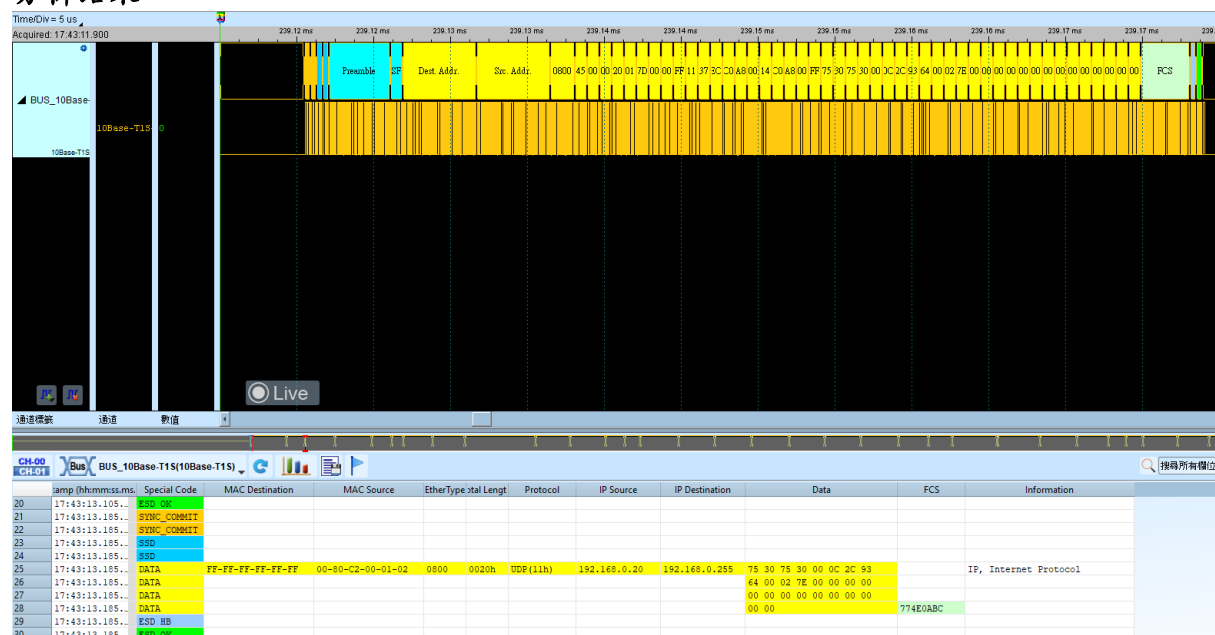 Time/Div = 5 us
Acquired: 17:43:11.900
239.12 ms 239.12 ms 239.13 ms 239.13 ms 239.14 ms 239.14 ms 239.15 ms 239.15 ms 239.16 ms 239.16 ms 239.17 ms 239.17 ms 239
Preamble SF Dest. Addr. Src. Addr. 0800 45 00 00 20 01 7D 00 00 FF 11 37 3C C0 A8 00 14 C0 A8 00 FF 75 30 75 30 00 0C 2C 93 64 00 02 7E 00 00 00 00 00 00 00 00 00 00 00 00 00 00 FCS
BUS_10Base-
10Base-T1S- 0
10Base-T1S
Live
通道標籤 通道 數值
CH-00
CH-01
Bus BUS_10Base-T1S(10Base-T1S) 搜尋所有欄位
:amp (hh:mm:ss.ms. Special Code MAC Destination MAC Source EtherType otal Lengt Protocol IP Source IP Destination Data FCS Information
20 17:43:13.105... ESD OK
21 17:43:13.185... SYNC_COMMIT
22 17:43:13.185... SYNC_COMMIT
23 17:43:13.185... SSD
24 17:43:13.185... SSD
25 17:43:13.185... DATA FF-FF-FF-FF-FF-FF 00-80-C2-00-01-02 0800 0020h UDP(11h) 192.168.0.20 192.168.0.255 75 30 75 30 00 0C 2C 93 IP, Internet Protocol
26 17:43:13.185... DATA 64 00 02 7E 00 00 00 00
27 17:43:13.185... DATA 00 00 00 00 00 00 00 00
28 17:43:13.185... DATA 00 00 774E0ABC
29 17:43:13.185... ESD HB
30 17:43:13.185... ESD OK